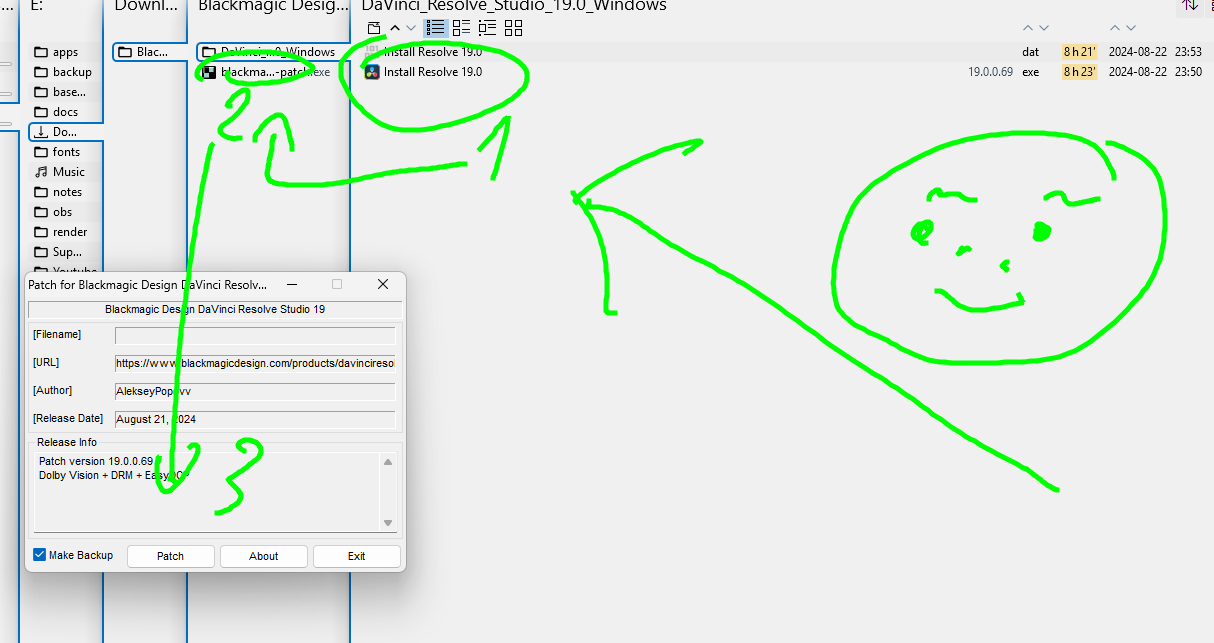 E:
Downl...
Blackmagic Desig...
DaVinci_Resolve_Studio_19.0_Windows
apps
Blac...
DaVinci_...0_Windows
Install Resolve 19.0
dat
8 h 21'
2024-08-22 23:53
backup
blackma...-patch.exe
Install Resolve 19.0
19.0.0.69
exe
8 h 23'
2024-08-22 23:50
base...
docs
Do...
fonts
Music
notes
obs
render
Sup...
Youtube
2
1
3
Patch for Blackmagic Design DaVinci Resolv...
Blackmagic Design DaVinci Resolve Studio 19
[Filename]
[URL]
https://www.blackmagicdesign.com/products/davinciresol
[Author]
AlekseyPopovv
[Release Date]
August 21, 2024
Release Info
Patch version 19.0.0.69
Dolby Vision + DRM + EasyDCP
Make Backup
Patch
About
Exit